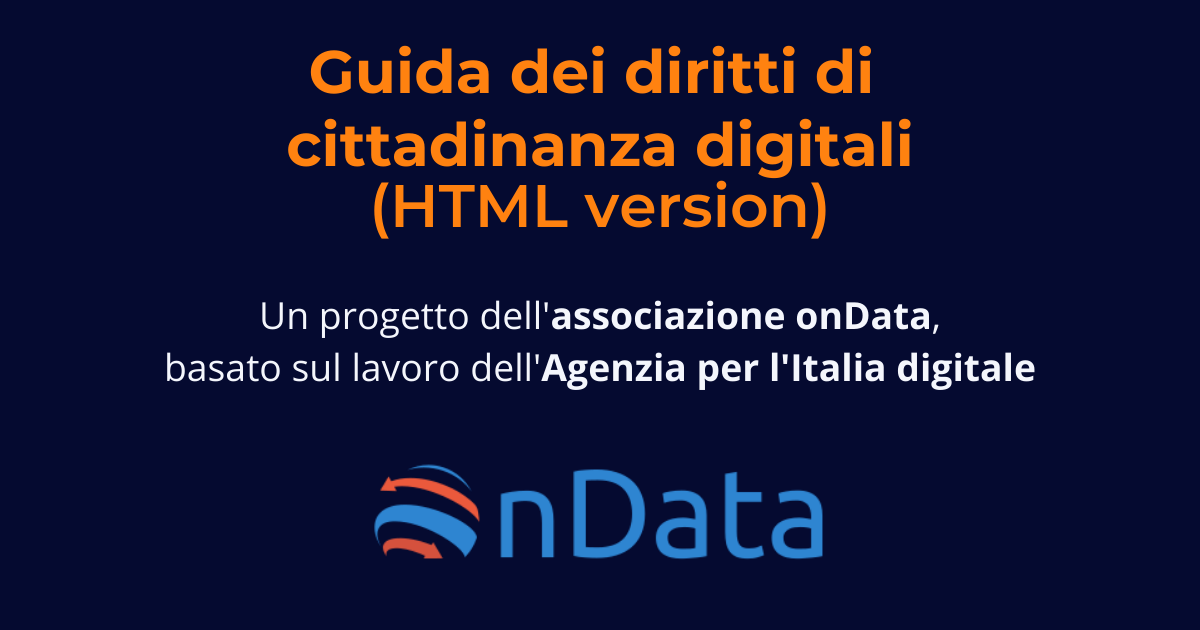 Guida dei diritti di
cittadinanza digitali
(HTML version)
Un progetto dell'associazione onData,
basato sul lavoro dell'Agenzia per l'Italia digitale
onData